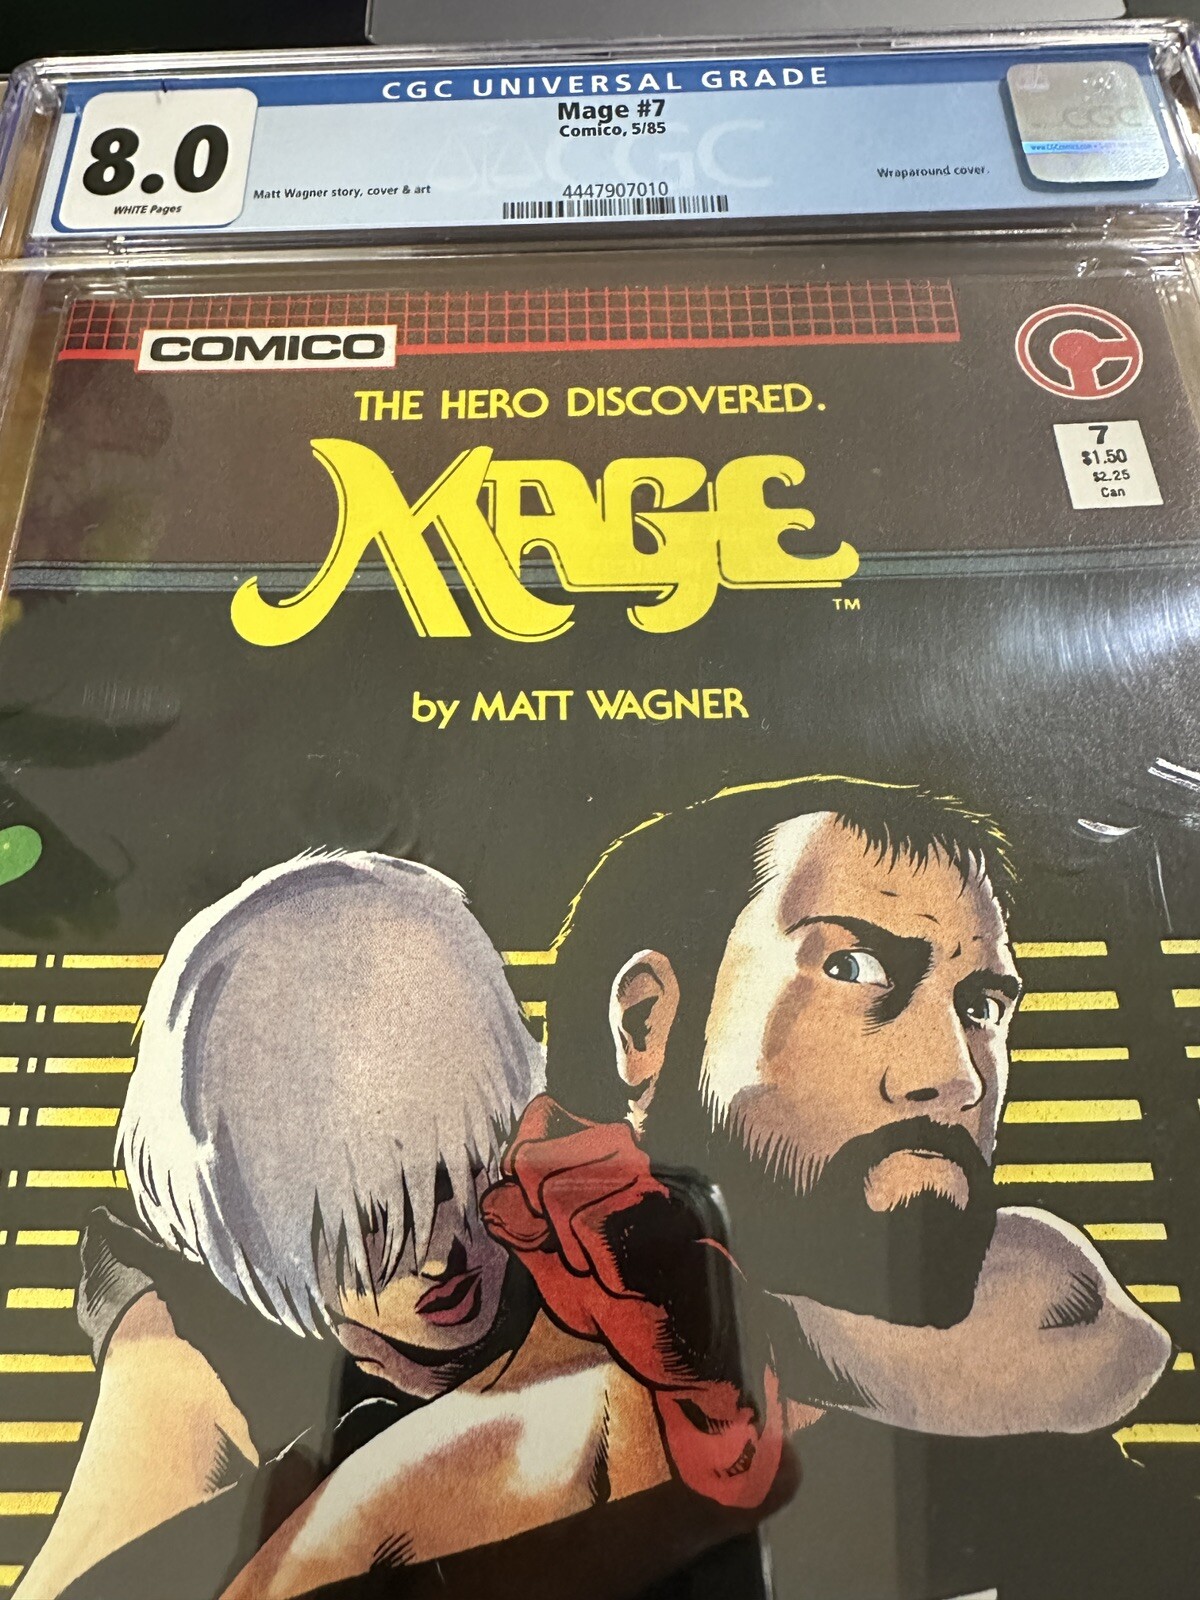 CGC UNIVERSAL GRADE
Mage #7
Comico, 5/85
8.0
WHITE Pages
Matt Wagner story, cover & art
Wraparound cover.
4447907010
CGC
COMICO
THE HERO DISCOVERED.
MAGE
TM
by MATT WAGNER
7
$1.50
$2.25
Can